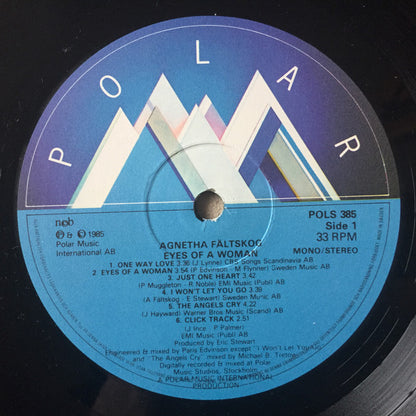 POLAR
ncb
Ⓟ & © 1985
Polar Music
International AB
POLS 385
Side 1
33 RPM
MONO/STEREO
AGNETHA FÄLTSKOG
EYES OF A WOMAN
1. ONE WAY LOVE 3.36 (J Lynne) CBS Songs Scandinavia AB
2. EYES OF A WOMAN 3.54 (P Edvinson, M Flynner) Sweden Music AB
3. JUST ONE HEART 3.42
(P Muggleton - R Noble) EMI Music (Publ) AB
4. I WON'T LET YOU GO 3.39
(A Fältskog - E Stewart) Sweden Music AB
5. THE ANGELS CRY 4.22
(J Hayward) Warner Bros Music (Scand) AB
6. CLICK TRACK 2.51
(J Ince - P Palmer)
EMI Music (Publ) AB
Produced by Eric Stewart
Engineered & mixed by Paris Edvinson except "I Won't Let You Go"
and "The Angels Cry" mixed by Michael B. Tretow
Digitally recorded & mixed at Polar
Music Studios, Stockholm
A POLAR MUSIC INTERNATIONAL
PRODUCTION